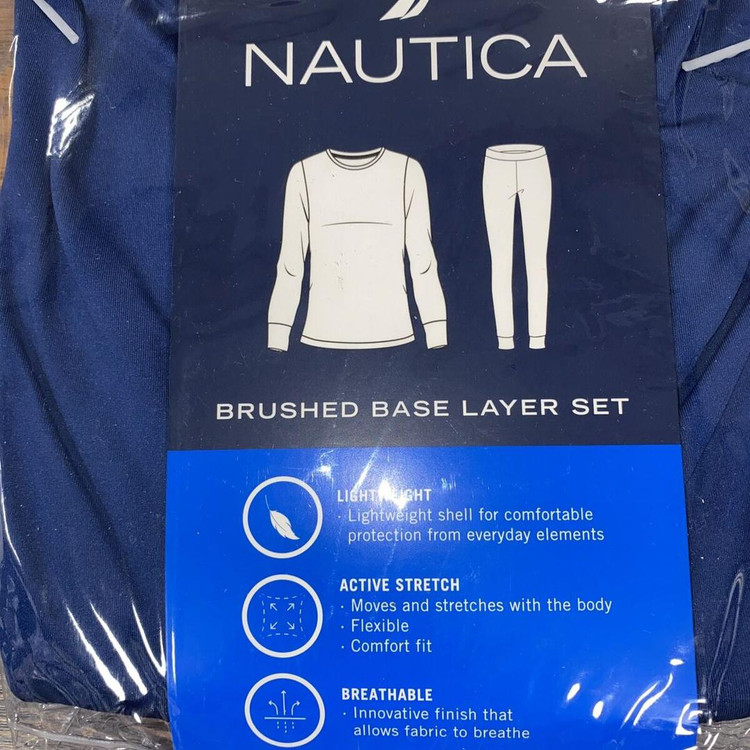 NAUTICA
BRUSHED BASE LAYER SET
LIGHTWEIGHT
· Lightweight shell for comfortable
protection from everyday elements
ACTIVE STRETCH
· Moves and stretches with the body
· Flexible
· Comfort fit
BREATHABLE
· Innovative finish that
allows fabric to breathe